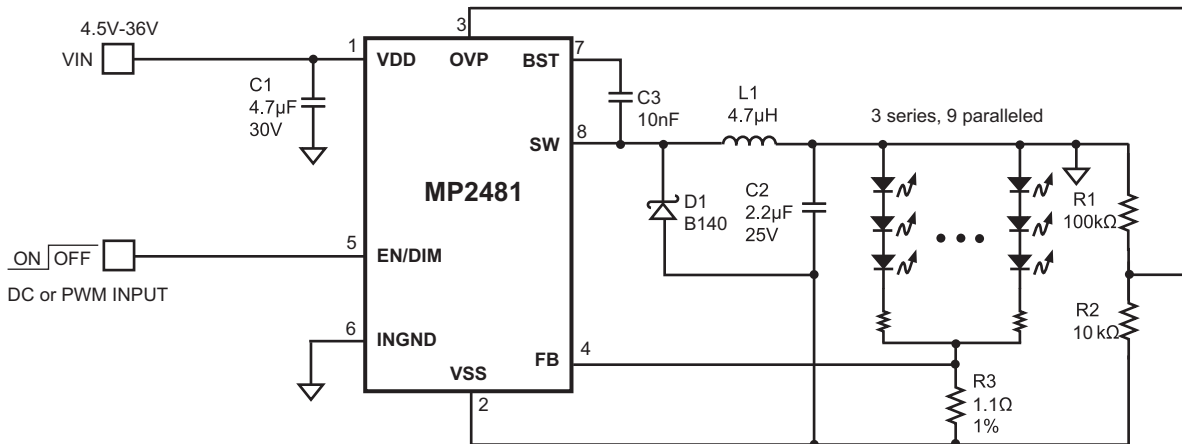 4.5V-36V
VIN
C1
4.7μF
30V
1
3
7
VDD
OVP
BST
C3
10nF
L1
4.7μH
3 series, 9 paralleled
8
SW
MP2481
D1
B140
C2
2.2μF
25V
R1
100kΩ
ON OFF
5
EN/DIM
DC or PWM INPUT
6
INGND
FB
4
R2
10 kΩ
VSS
2
R3
1.1Ω
1%